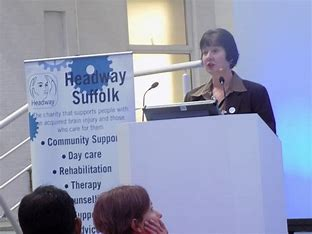 Headway
Suffolk
Headway
The charity that supports people with
an acquired brain injury and those
who care for them
• Community Support
• Day care
• Rehabilitation
• Therapy